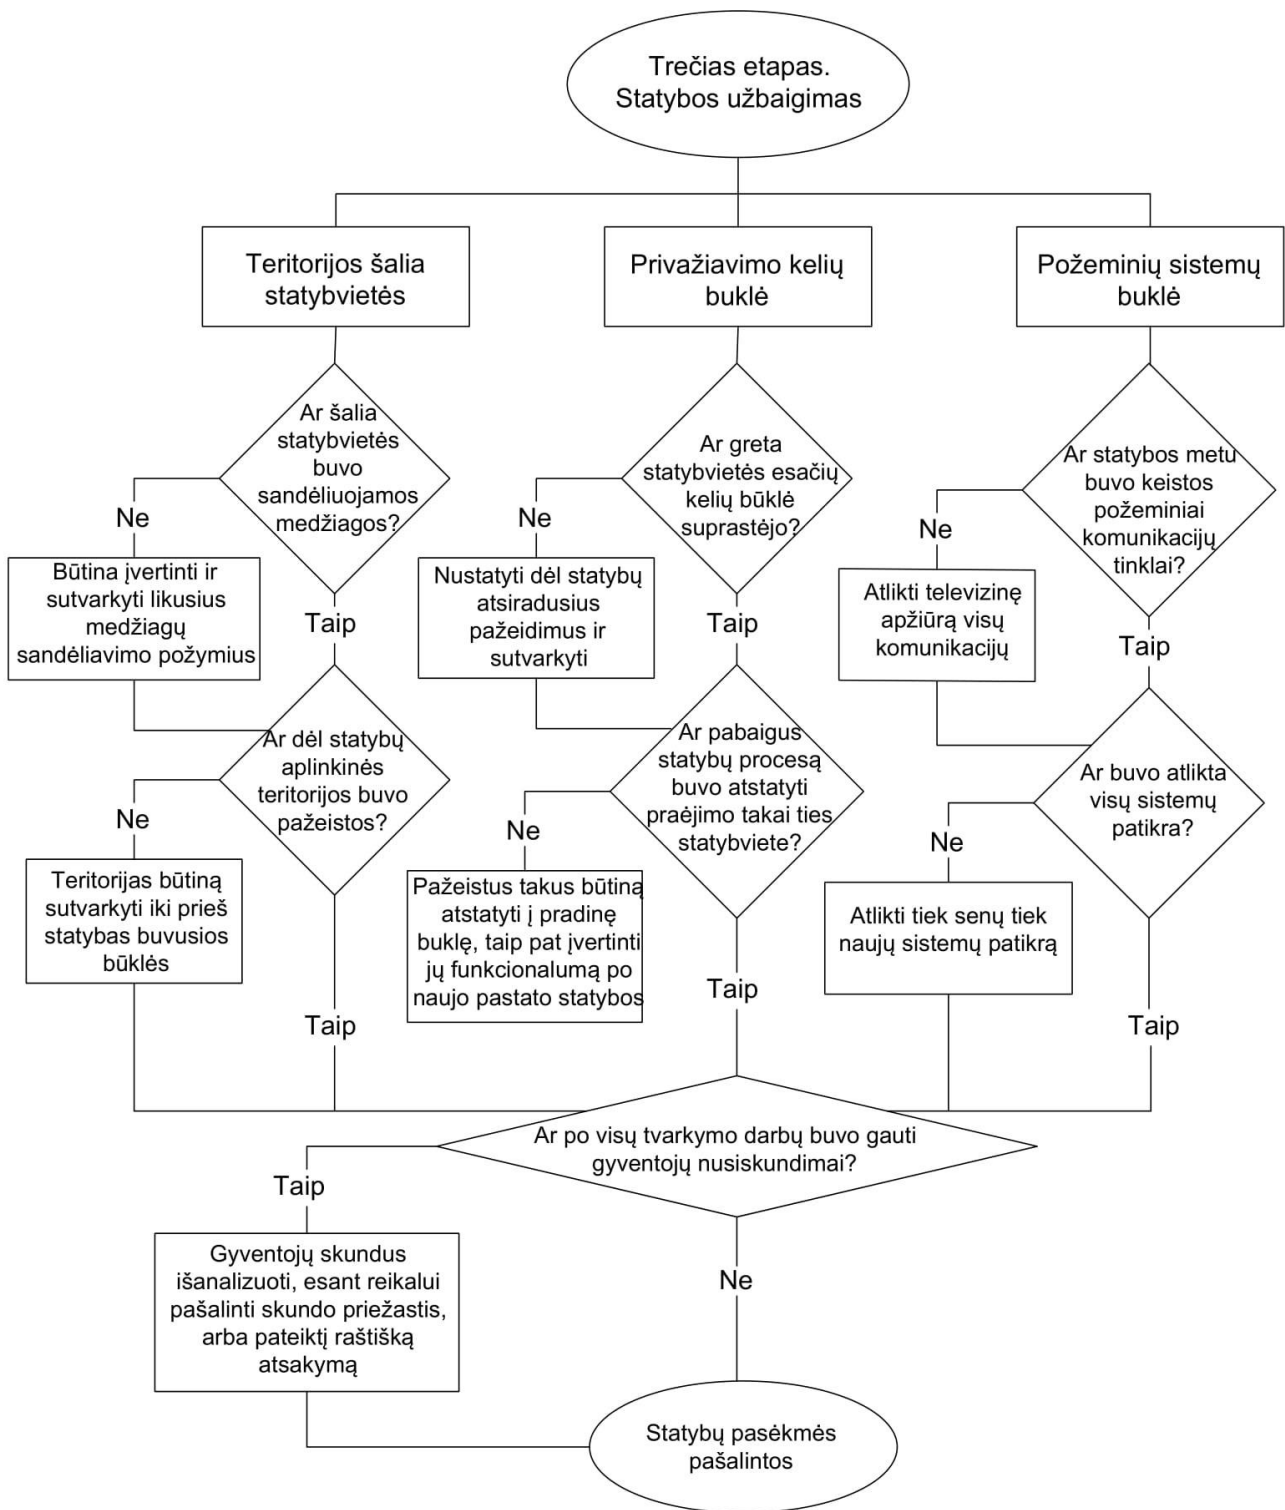 Trečias etapas.
Statybos užbaigimas
Teritorijos šalia
statybvietės
Privažiavimo kelių
buklė
Požeminių sistemų
buklė
Ar šalia
statybvietės
buvo
sandėliuojamos
medžiagos?
Ar greta
statybvietės esačių
kelių būklė
suprastėjo?
Ar statybos metu
buvo keistos
požeminiai
komunikacijų
tinklai?
Ne
Ne
Ne
Būtina įvertinti ir
sutvarkyti likusius
medžiagų
sandėliavimo požymius
Nustatyti dėl statybų
atsiradusius
pažeidimus ir
sutvarkyti
Atlikti televizinę
apžiūrą visų
komunikacijų
Taip
Taip
Taip
Ar dėl statybų
aplinkinės
teritorijos buvo
pažeistos?
Ar pabaigus
statybų procesą
buvo atstatyti
praėjimo takai ties
statybviete?
Ar buvo atlikta
visų sistemų
patikra?
Ne
Ne
Ne
Teritorijas būtiną
sutvarkyti iki prieš
statybas buvusios
būklės
Pažeistus takus būtiną
atstatyti į pradinę
buklę, taip pat įvertinti
jų funkcionalumą po
naujo pastato statybos
Atlikti tiek senų tiek
naujų sistemų patikrą
Taip
Taip
Taip
Ar po visų tvarkymo darbų buvo gauti
gyventojų nusiskundimai?
Taip
Ne
Gyventojų skundus
išanalizuoti, esant reikalui
pašalinti skundo priežastis,
arba pateiktį raštišką
atsakymą
Statybų pasėkmės
pašalintos